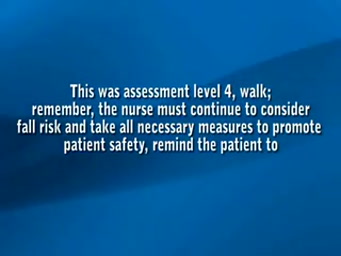 This was assessment level 4, walk;
remember, the nurse must continue to consider
fall risk and take all necessary measures to promote
patient safety, remind the patient to